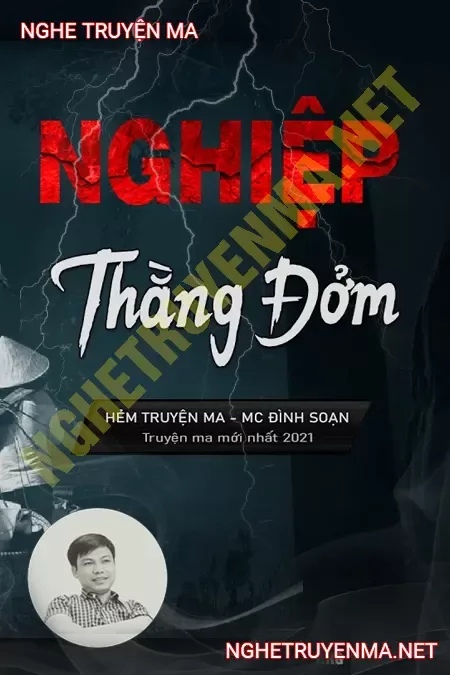 NGHE TRUYỆN MA
NGHIỆP
Thằng Đởm
NGHETRUYENMA.NET
HẺM TRUYỆN MA - MC ĐÌNH SOẠN
Truyện ma mới nhất 2021
NGHETRUYENMA.NET